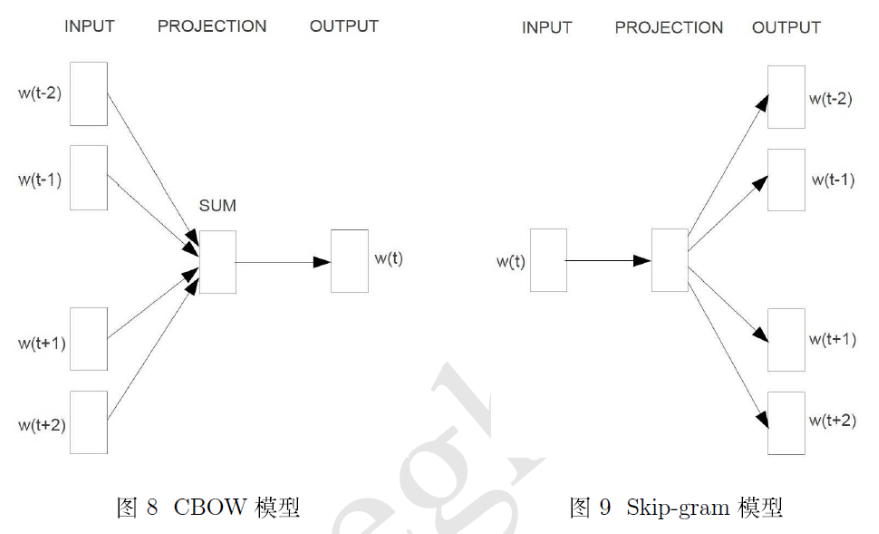 INPUT PROJECTION OUTPUT
w(t-2)
w(t-1)
SUM
w(t)
w(t+1)
w(t+2)
图 8 CBOW 模型
INPUT PROJECTION OUTPUT
w(t-2)
w(t-1)
w(t)
w(t+1)
w(t+2)
图 9 Skip-gram 模型